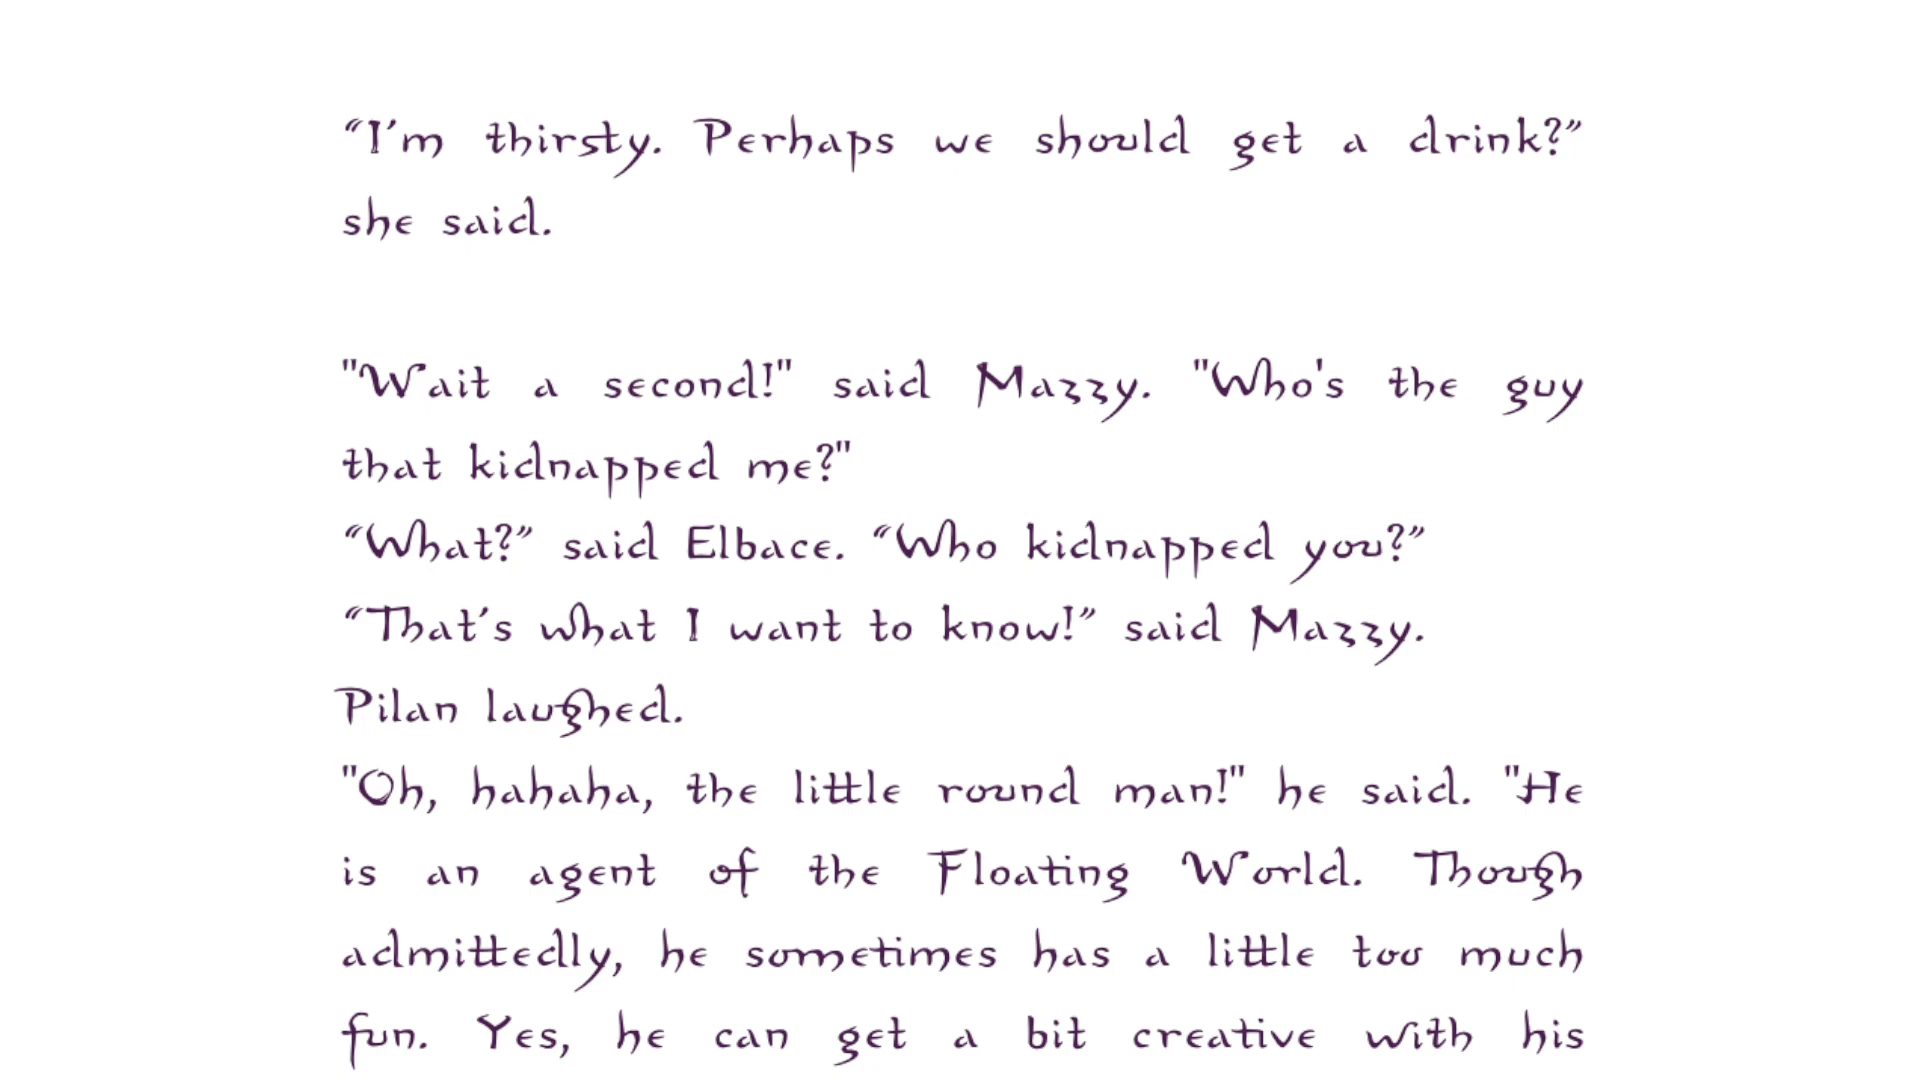 “I’m thirsty. Perhaps we should get a drink?”
she said.
"Wait a second!" said Mazzy. "Who's the guy
that kidnapped me?"
“What?” said Elbace. “Who kidnapped you?”
“That’s what I want to know!” said Mazzy.
Pilan laughed.
"Oh, hahaha, the little round man!" he said. "He
is an agent of the Floating World. Though
admittedly, he sometimes has a little too much
fun. Yes, he can get a bit creative with his